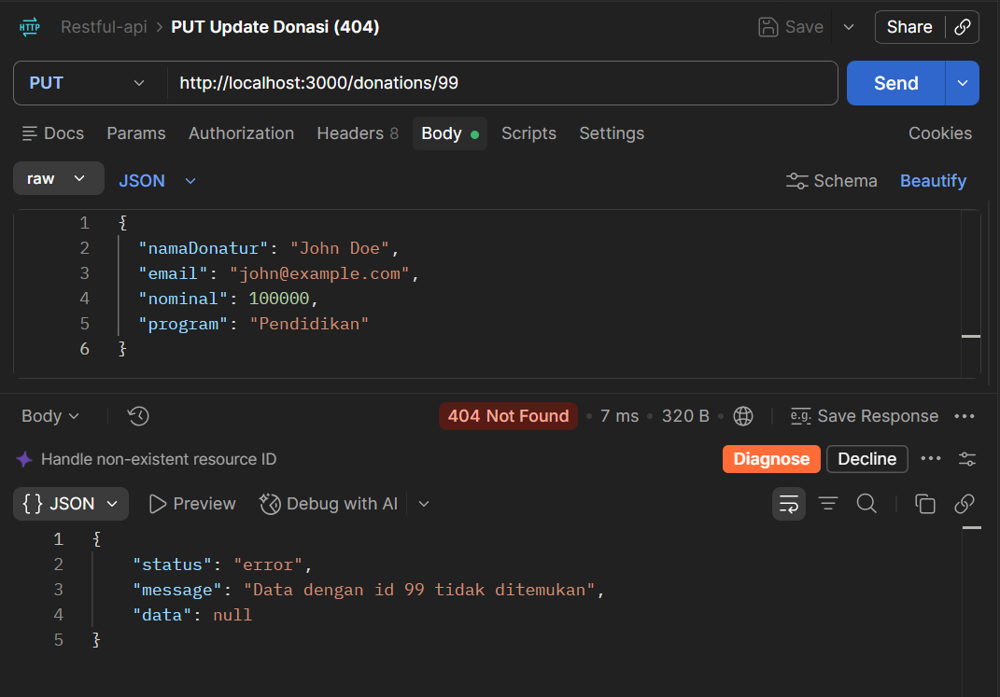 HTTP Restful-api > PUT Update Donasi (404) Save Share
PUT http://localhost:3000/donations/99 Send
Docs Params Authorization Headers 8 Body Scripts Settings Cookies
raw JSON Schema Beautify
1 {
2 "namaDonatur": "John Doe",
3 "email": "john@example.com",
4 "nominal": 100000,
5 "program": "Pendidikan"
6 }
Body 404 Not Found • 7 ms • 320 B • e.g. Save Response
Handle non-existent resource ID Diagnose Decline
{} JSON Preview Debug with AI
1 {
2 "status": "error",
3 "message": "Data dengan id 99 tidak ditemukan",
4 "data": null
5 }